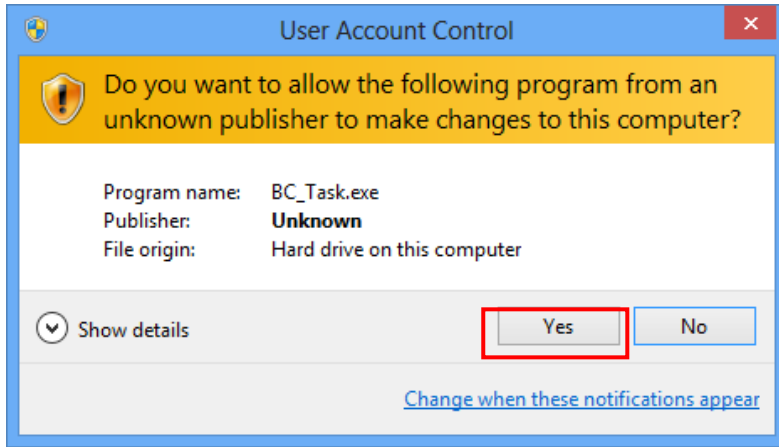 User Account Control
Do you want to allow the following program from an
unknown publisher to make changes to this computer?
Program name: BC_Task.exe
Publisher: Unknown
File origin: Hard drive on this computer
Show details Yes No
Change when these notifications appear